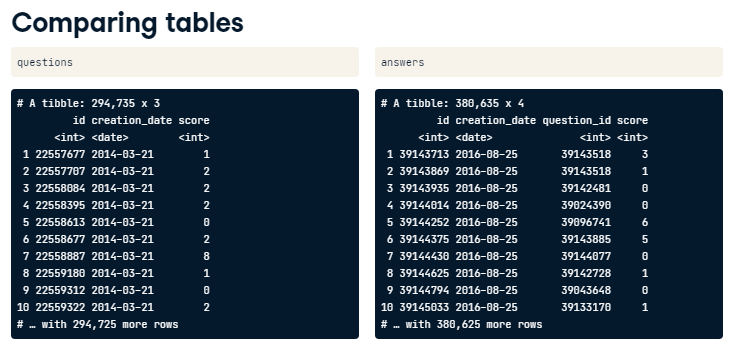 Comparing tables
questions
# A tibble: 294,735 x 3
id creation_date score
<int> <date> <int>
1 22557677 2014-03-21 1
2 22557707 2014-03-21 2
3 22558084 2014-03-21 2
4 22558395 2014-03-21 2
5 22558613 2014-03-21 0
6 22558677 2014-03-21 2
7 22558887 2014-03-21 8
8 22559180 2014-03-21 1
9 22559312 2014-03-21 0
10 22559322 2014-03-21 2
# … with 294,725 more rows
answers
# A tibble: 380,635 x 4
id creation_date question_id score
<int> <date> <int> <int>
1 39143713 2016-08-25 39143518 3
2 39143869 2016-08-25 39143518 1
3 39143935 2016-08-25 39142481 0
4 39144014 2016-08-25 39024390 0
5 39144252 2016-08-25 39096741 6
6 39144375 2016-08-25 39143885 5
7 39144430 2016-08-25 39144077 0
8 39144625 2016-08-25 39142728 1
9 39144794 2016-08-25 39043648 0
10 39145033 2016-08-25 39133170 1
# … with 380,625 more rows